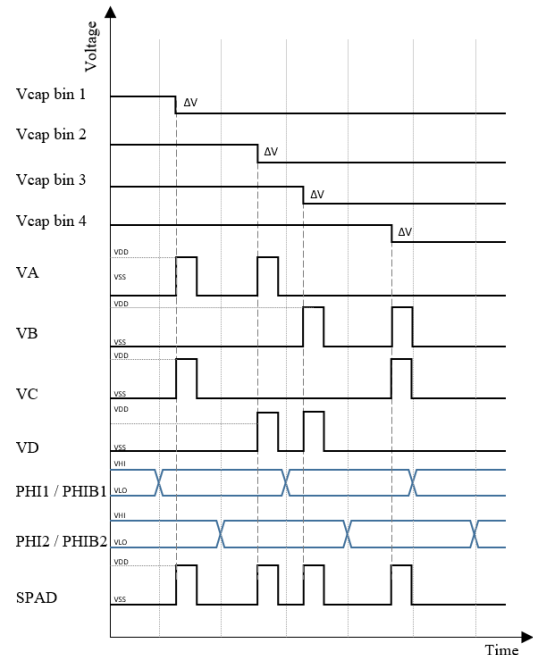 Voltage
Vcap bin 1
ΔV
Vcap bin 2
ΔV
Vcap bin 3
ΔV
Vcap bin 4
ΔV
VDD
VA
VSS
VDD
VB
VSS
VDD
VC
VSS
VDD
VD
VSS
VHI
PHI1 / PHIB1
VLO
VHI
PHI2 / PHIB2
VLO
VDD
SPAD
VSS
Time